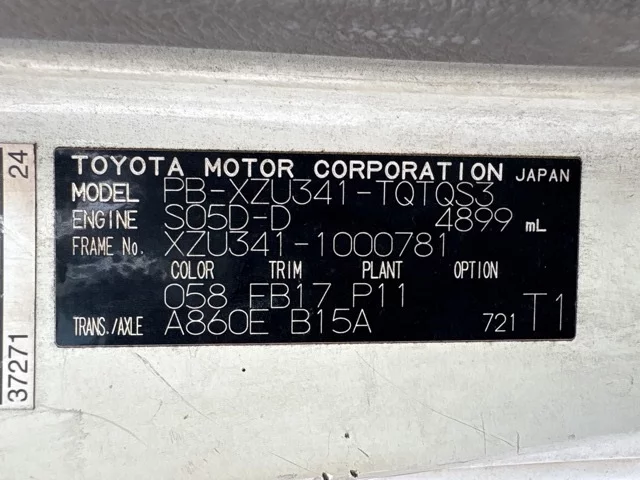 TOYOTA MOTOR CORPORATION JAPAN
MODEL PB-XZU341-TQTQS3
ENGINE S05D-D 4899 mL
FRAME No. XZU341-1000781
COLOR TRIM PLANT OPTION
058 FB17 P11
TRANS./AXLE A860E B15A 721 T1
37271 24